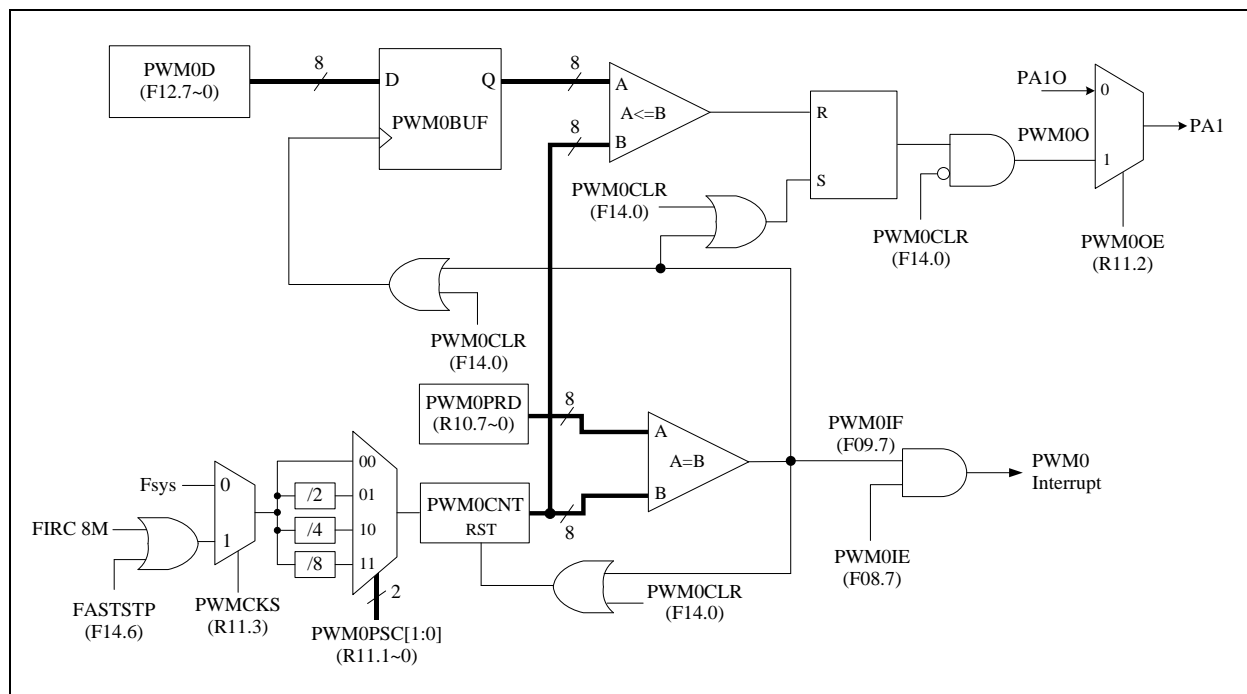 PWM0D
(F12.7~0)
8
D
Q
PWM0BUF
8
A
A<=B
B
8
R
S
PA1O
0
PWM0O
1
PA1
PWM0CLR
(F14.0)
PWM0CLR
(F14.0)
PWM0OE
(R11.2)
PWM0CLR
(F14.0)
PWM0PRD
(R10.7~0)
8
A
A=B
B
PWM0IF
(F09.7)
PWM0
Interrupt
PWM0IE
(F08.7)
Fsys
0
FIRC 8M
1
00
/2
01
/4
10
/8
11
PWM0CNT
RST
8
PWM0CLR
(F14.0)
FASTSTP
(F14.6)
PWMCKS
(R11.3)
2
PWM0PSC[1:0]
(R11.1~0)